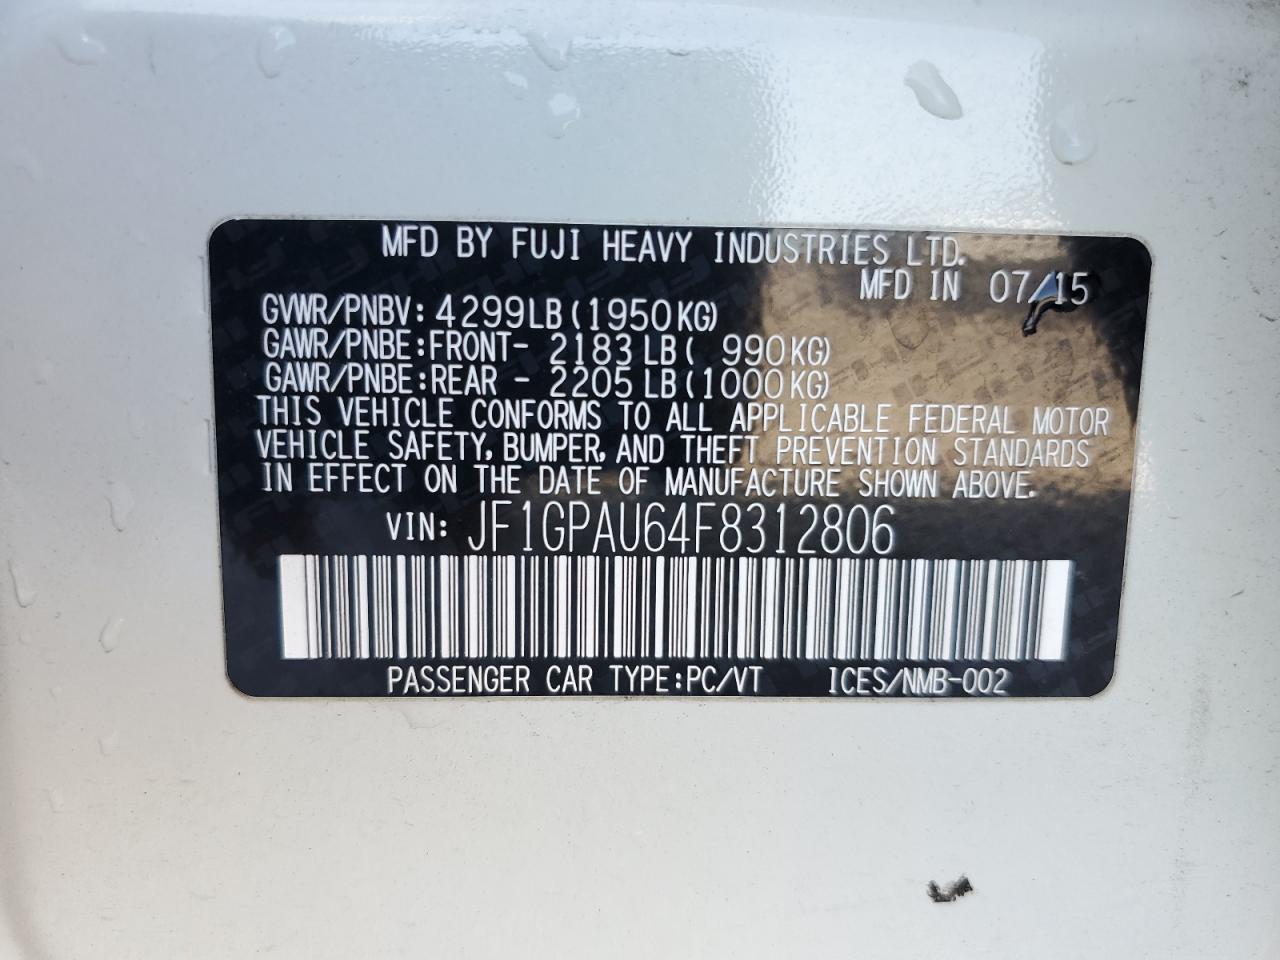 MFD BY FUJI HEAVY INDUSTRIES LTD.
MFD IN 07/15
GVWR/PNBV: 4299LB (1950KG)
GAWR/PNBE:FRONT- 2183 LB ( 990KG)
GAWR/PNBE:REAR - 2205 LB (1000KG)
THIS VEHICLE CONFORMS TO ALL APPLICABLE FEDERAL MOTOR
VEHICLE SAFETY, BUMPER, AND THEFT PREVENTION STANDARDS
IN EFFECT ON THE DATE OF MANUFACTURE SHOWN ABOVE.
VIN: JF1GPAU64F8312806
PASSENGER CAR TYPE:PC/VT ICES/NMB-002